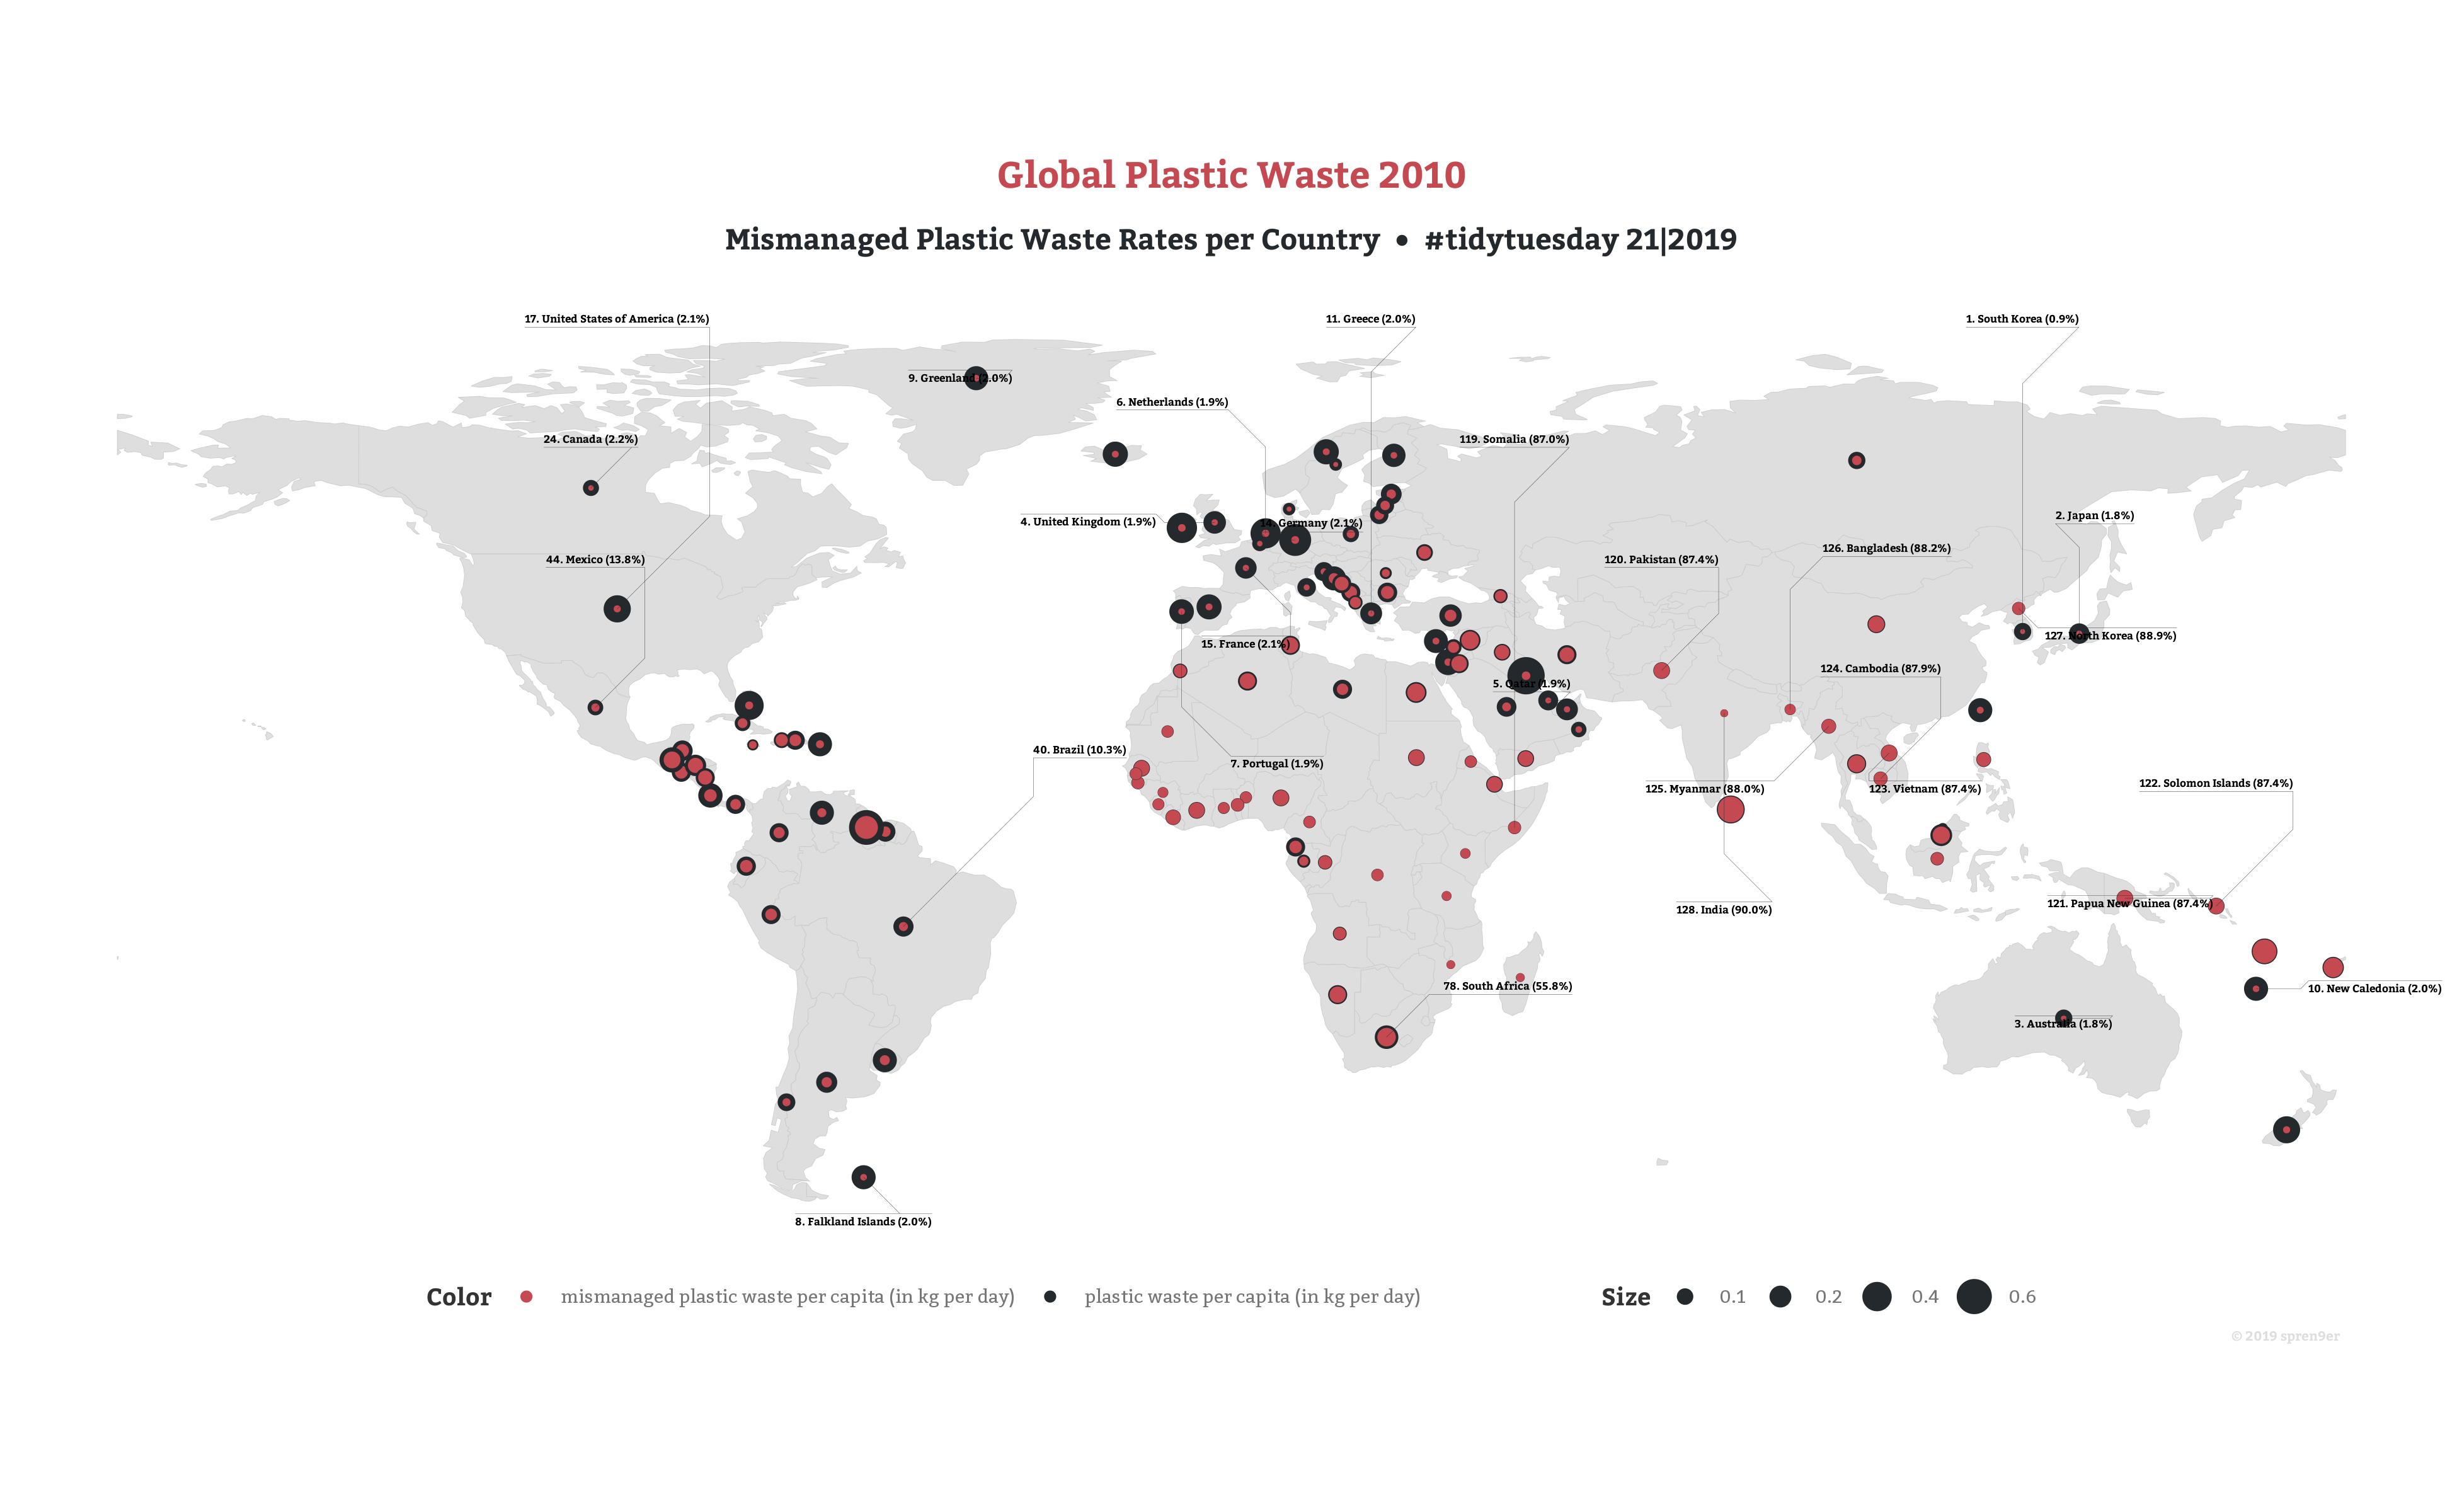 Global Plastic Waste 2010
Mismanaged Plastic Waste Rates per Country • #tidytuesday 21|2019
17. United States of America (2.1%)
11. Greece (2.0%)
1. South Korea (0.9%)
9. Greenland (2.0%)
6. Netherlands (1.9%)
24. Canada (2.2%)
119. Somalia (87.0%)
4. United Kingdom (1.9%)
14. Germany (2.1%)
2. Japan (1.8%)
44. Mexico (13.8%)
120. Pakistan (87.4%)
126. Bangladesh (88.2%)
15. France (2.1%)
127. North Korea (88.9%)
124. Cambodia (87.9%)
5. Qatar (1.9%)
40. Brazil (10.3%)
7. Portugal (1.9%)
125. Myanmar (88.0%)
123. Vietnam (87.4%)
122. Solomon Islands (87.4%)
128. India (90.0%)
121. Papua New Guinea (87.4%)
78. South Africa (55.8%)
10. New Caledonia (2.0%)
3. Australia (1.8%)
8. Falkland Islands (2.0%)
Color mismanaged plastic waste per capita (in kg per day) plastic waste per capita (in kg per day) Size 0.1 0.2 0.4 0.6
© 2019 spren9er